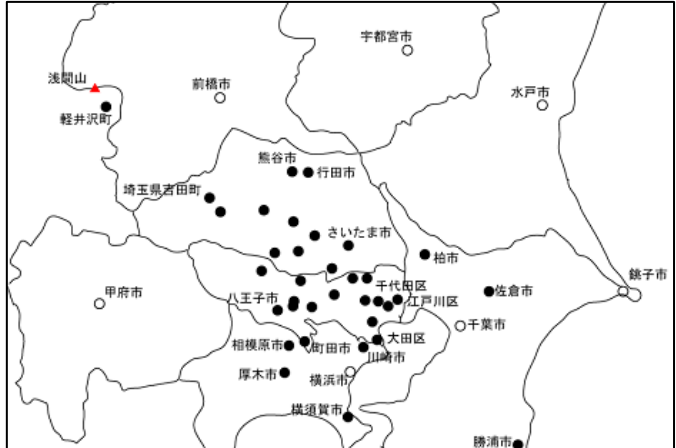 宇都宮市
浅間山
前橋市
水戸市
軽井沢町
熊谷市
行田市
埼玉県吉田町
さいたま市
柏市
銚子市
甲府市
千代田区
佐倉市
八王子市
江戸川区
千葉市
大田区
相模原市
町田市
川崎市
厚木市
横浜市
横須賀市
勝浦市